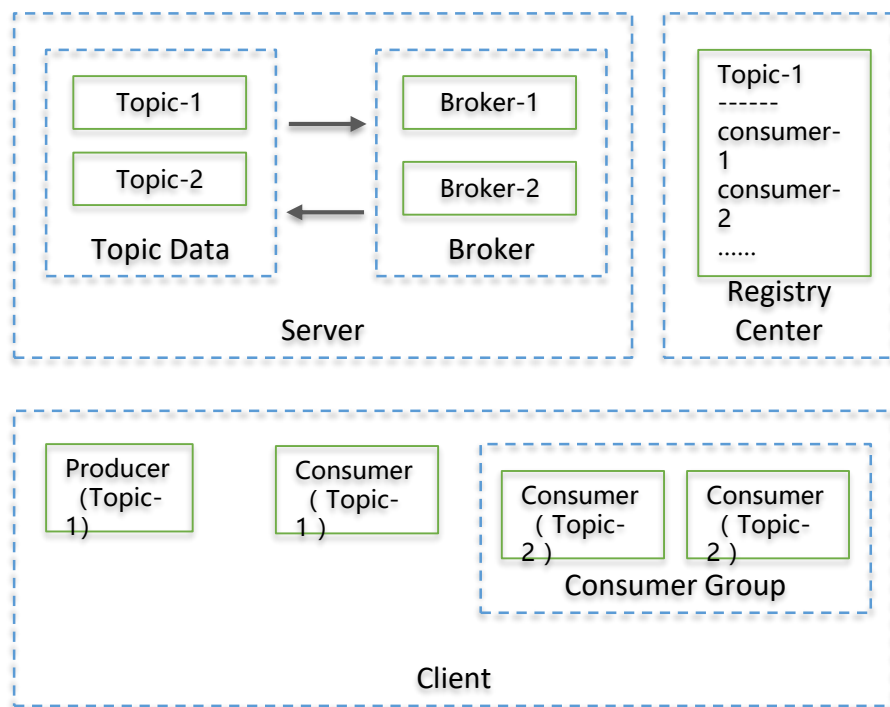 Topic-1
Topic-2
Topic Data
Broker-1
Broker-2
Broker
Server
Topic-1
------
consumer-
1
consumer-
2
......
Registry
Center
Producer
（Topic-
1）
Consumer
（ Topic-
1 ）
Consumer
（ Topic-
2 ）
Consumer
（ Topic-
2 ）
Consumer Group
Client